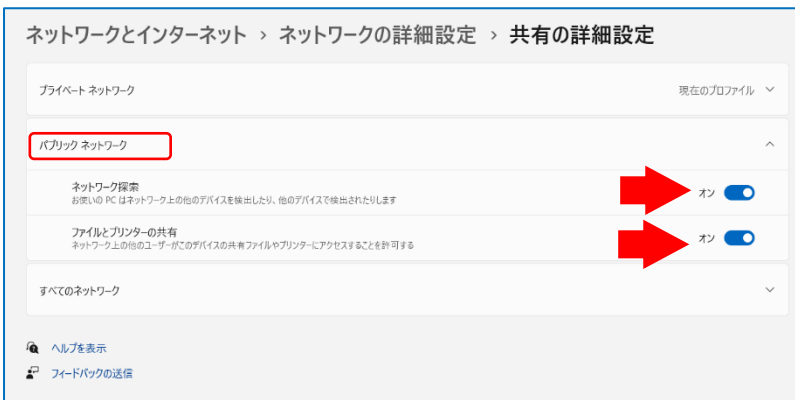 ネットワークとインターネット › ネットワークの詳細設定 › 共有の詳細設定
プライベート ネットワーク 現在のプロファイル
パブリック ネットワーク
ネットワーク探索
お使いの PC はネットワーク上の他のデバイスを検出したり、他のデバイスで検出されたりします
オン
ファイルとプリンターの共有
ネットワーク上の他のユーザーがこのデバイスの共有ファイルやプリンターにアクセスすることを許可する
オン
すべてのネットワーク
ヘルプを表示
フィードバックの送信